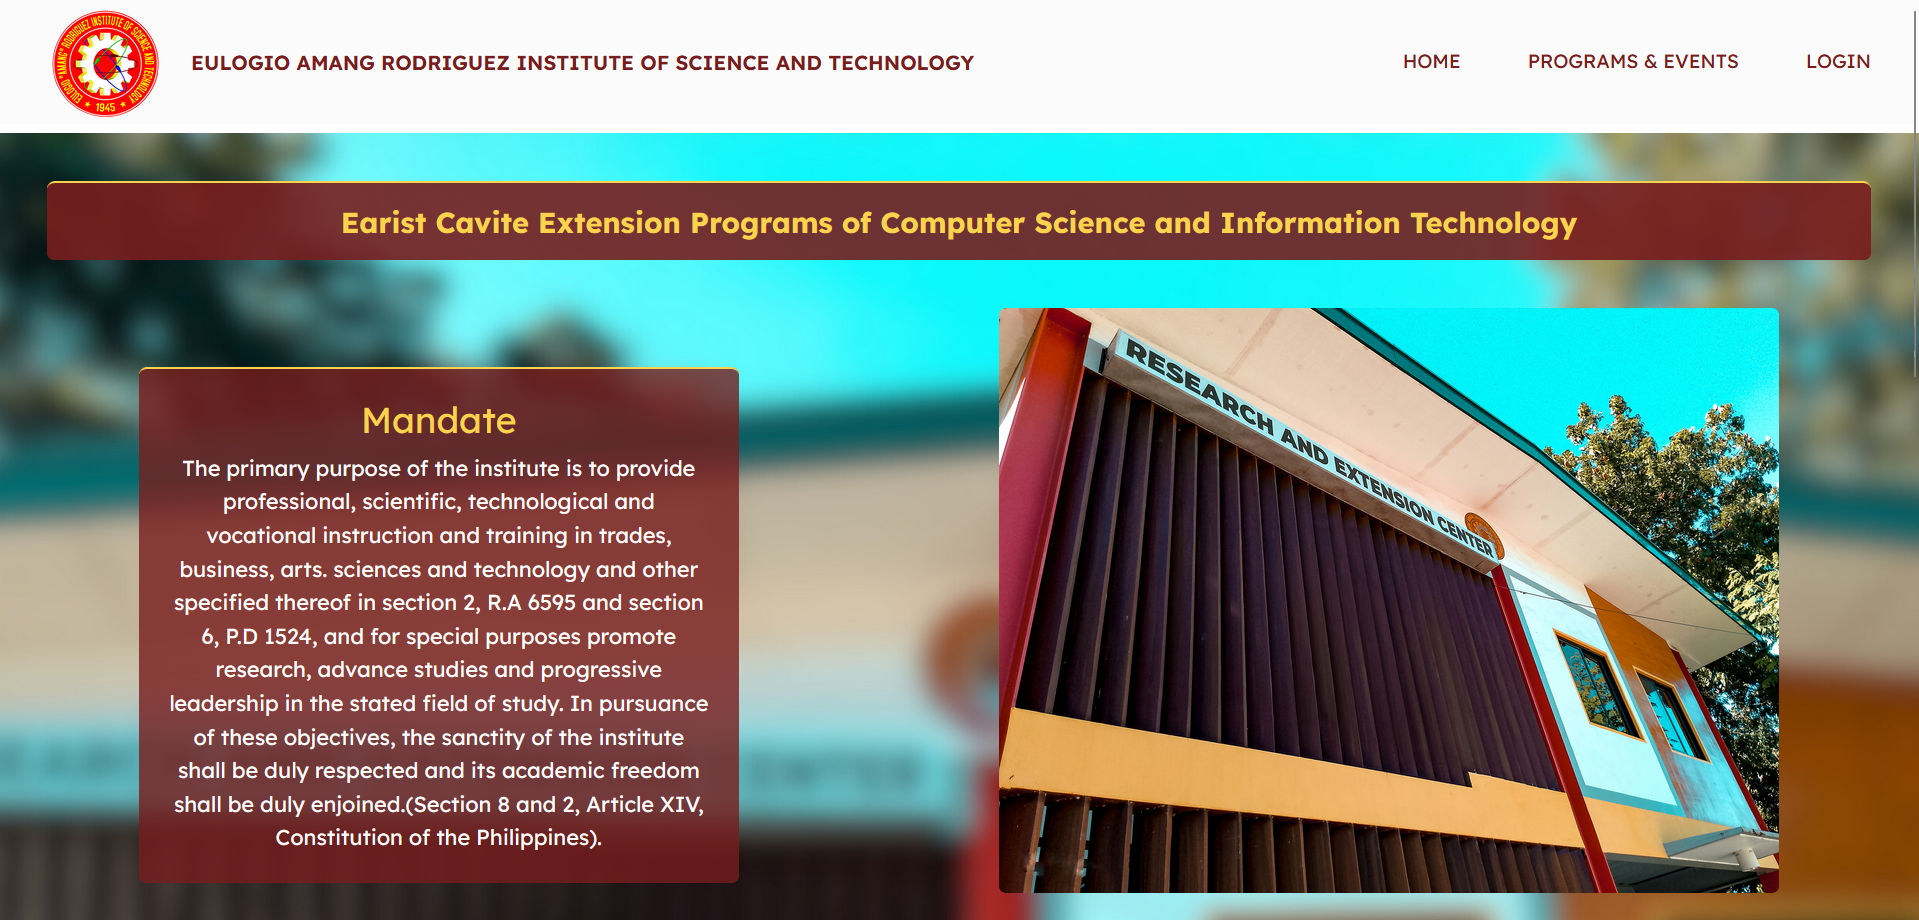 EULOGIO "AMANG" RODRIGUEZ INSTITUTE OF SCIENCE AND TECHNOLOGY
1945
EULOGIO AMANG RODRIGUEZ INSTITUTE OF SCIENCE AND TECHNOLOGY
HOME
PROGRAMS & EVENTS
LOGIN
Earist Cavite Extension Programs of Computer Science and Information Technology
Mandate
The primary purpose of the institute is to provide
professional, scientific, technological and
vocational instruction and training in trades,
business, arts. sciences and technology and other
specified thereof in section 2, R.A 6595 and section
6, P.D 1524, and for special purposes promote
research, advance studies and progressive
leadership in the stated field of study. In pursuance
of these objectives, the sanctity of the institute
shall be duly respected and its academic freedom
shall be duly enjoined.(Section 8 and 2, Article XIV,
Constitution of the Philippines).
RESEARCH AND EXTENSION CENTER